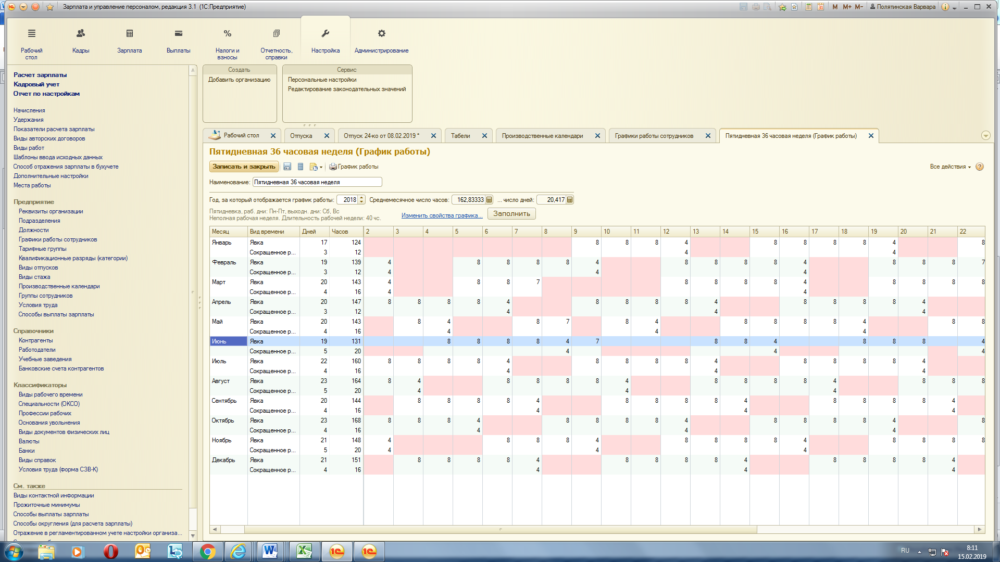 Зарплата и управление персоналом, редакция 3.1 (1С:Предприятие)
M M+ M- Полятинская Варвара
Рабочий стол
Кадры
Зарплата
Выплаты
Налоги и взносы
Отчетность, справки
Настройка
Администрирование
Расчет зарплаты
Кадровый учет
Отчет по настройкам
Начисления
Удержания
Показатели расчета зарплаты
Виды авторских договоров
Виды работ
Шаблоны ввода исходных данных
Способ отражения зарплаты в бухучете
Дополнительные настройки
Места работы
Предприятие
Реквизиты организации
Подразделения
Должности
Графики работы сотрудников
Тарифные группы
Квалификационные разряды (категории)
Виды отпусков
Виды стажа
Производственные календари
Группы сотрудников
Условия труда
Способы выплаты зарплаты
Справочники
Контрагенты
Работодатели
Учебные заведения
Банковские счета контрагентов
Классификаторы
Виды рабочего времени
Специальности (ОКСО)
Профессии рабочих
Основания увольнения
Виды документов физических лиц
Валюты
Банки
Виды справок
Условия труда (форма СЗВ-К)
См. также
Виды контактной информации
Прожиточные минимумы
Способы выплаты зарплаты
Способы округления (для расчета зарплаты)
Отражение в регламентированном учете настройки организа...
Создать
Добавить организацию
Сервис
Персональные настройки
Редактирование законодательных значений
Рабочий стол
Отпуска
Отпуск 24-ко от 08.02.2019 *
Табели
Производственные календари
Графики работы сотрудников
Пятидневная 36 часовая неделя (График работы)
Пятидневная 36 часовая неделя (График работы)
Записать и закрыть График работы Все действия
Наименование: Пятидневная 36 часовая неделя
Год, за который отображается график работы: 2018 Среднемесячное число часов: 162,83333 ... число дней: 20,417
Пятидневка, раб. дни: Пн-Пт, выходн. дни: Сб, Вс
Неполная рабочая неделя. Длительность рабочей недели: 40 чс.
Изменить свойства графика... Заполнить
Месяц Вид времени Дней Часов 2 3 4 5 6 7 8 9 10 11 12 13 14 15 16 17 18 19 20 21 22
Январь Явка 17 124 8 8 8 4 8 8 8 8 4 8
Сокращенное р... 3 12 4 4
Февраль Явка 19 139 4 8 8 8 8 4 8 8 8 8 4 8 8 8 7
Сокращенное р... 3 12 4 4 4
Март Явка 20 143 4 8 8 7 8 8 8 8 4 8 8 8 8
Сокращенное р... 4 16 4 4
Апрель Явка 20 147 8 8 8 8 4 8 8 8 8 4 8 8 8 8 4
Сокращенное р... 3 12 4 4 4
Май Явка 20 143 8 4 8 7 8 4 8 8 8 8 4 8 8
Сокращенное р... 4 16 4 4 4
Июнь Явка 19 131 8 8 8 8 4 7 8 8 4 8 8 8 4
Сокращенное р... 5 20 4 4 4
Июль Явка 22 160 8 8 8 8 4 8 8 8 8 4 8 8 8 8 4
Сокращенное р... 4 16 4 4 4
Август Явка 23 164 8 4 8 8 8 8 4 8 8 8 8 4 8 8 8
Сокращенное р... 5 20 4 4 4
Сентябрь Явка 20 144 8 8 8 8 4 8 8 8 8 4 8 8 8 8 4
Сокращенное р... 4 16 4 4 4
Октябрь Явка 23 168 8 8 8 4 8 8 8 8 4 8 8 8 8 4 8
Сокращенное р... 4 16 4 4 4
Ноябрь Явка 21 148 4 8 8 8 4 8 8 8 8 4 8 8 8 8
Сокращенное р... 5 20 4 4 4
Декабрь Явка 21 151 8 8 8 8 4 8 8 8 8 4 8 8 8 8 4
Сокращенное р... 4 16 4 4 4
RU 8:11
15.02.2019